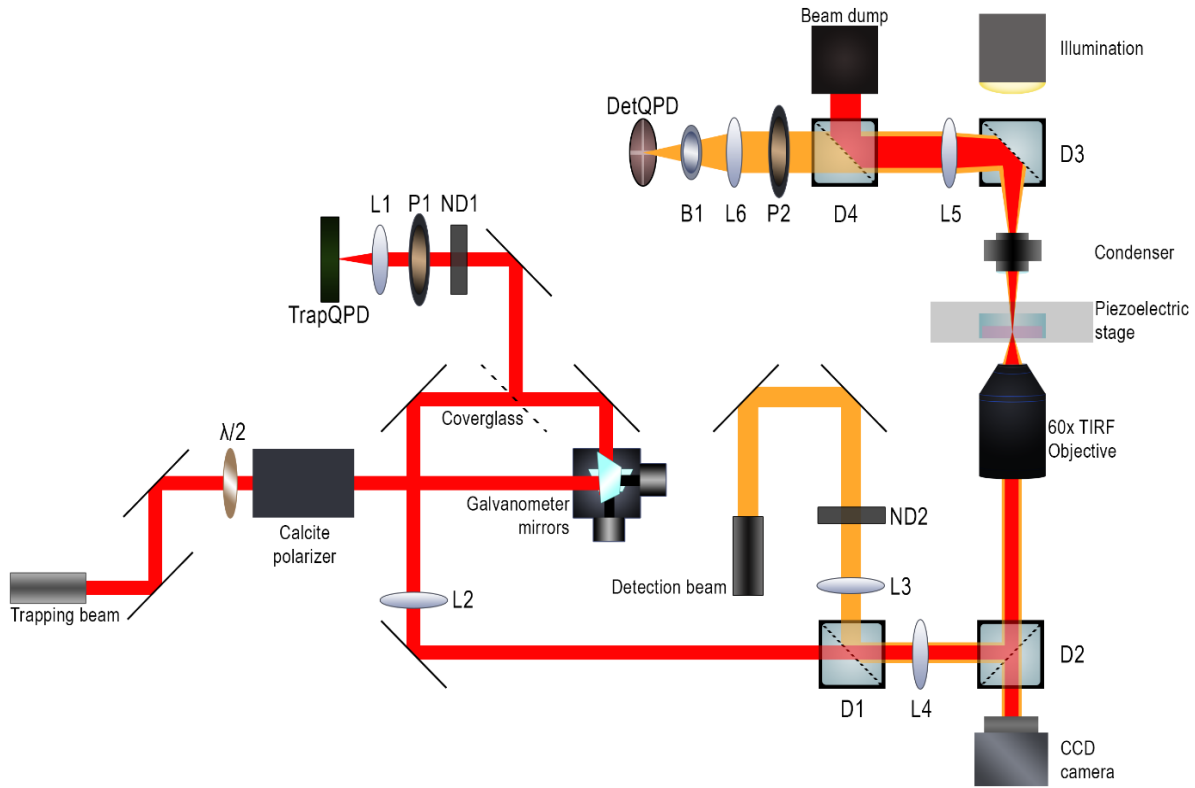 Beam dump
Illumination
DetQPD
D3
B1
L6
P2
D4
L5
L1
P1
ND1
Condenser
TrapQPD
Piezoelectric
stage
Coverglass
60x TIRF
Objective
λ/2
Galvanometer
mirrors
ND2
Calcite
polarizer
Detection beam
L3
Trapping beam
L2
D2
D1
L4
CCD
camera